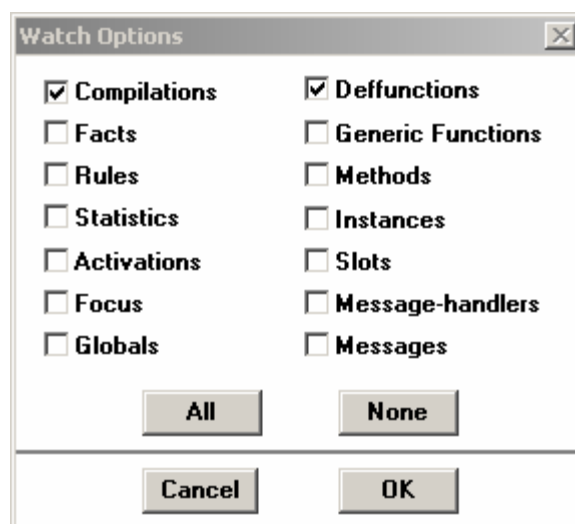 Watch Options
Compilations
Facts
Rules
Statistics
Activations
Focus
Globals
Deffunctions
Generic Functions
Methods
Instances
Slots
Message-handlers
Messages
All
None
Cancel
OK